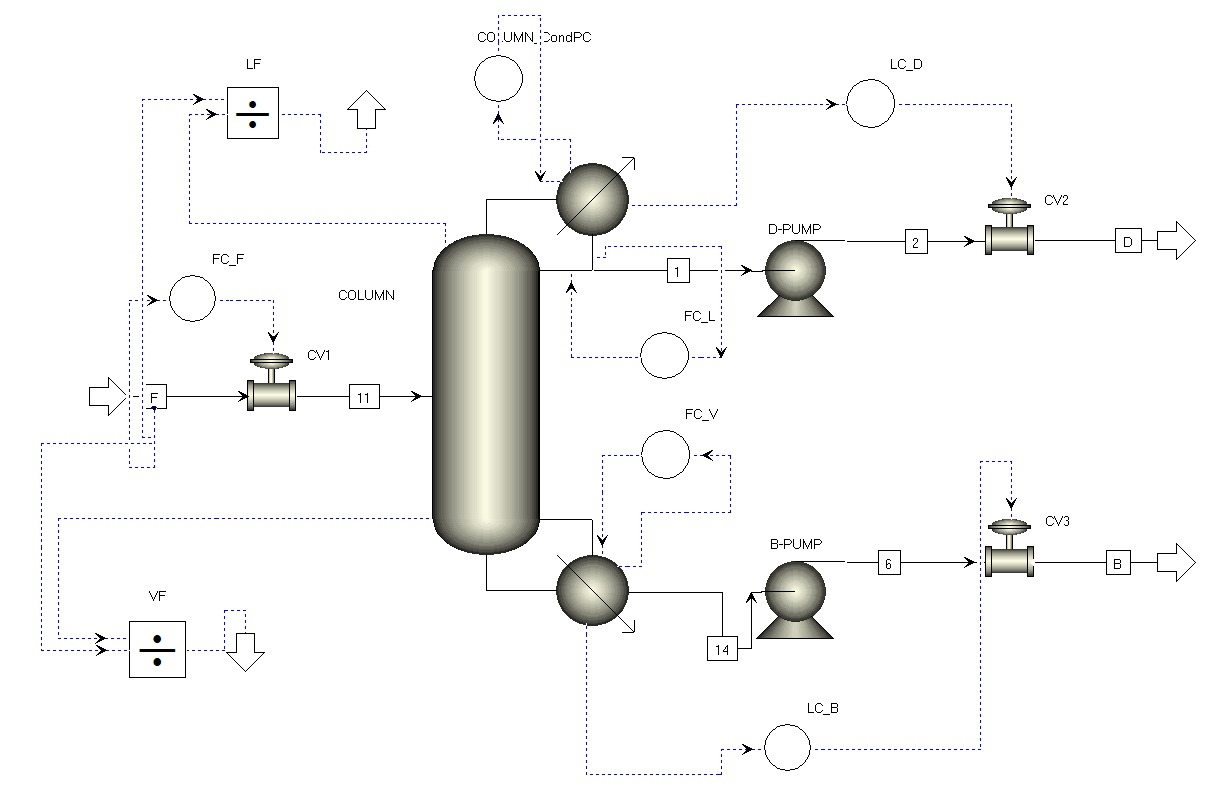 COLUMN_CondPC
LF
LC_D
÷
CV2
D-PUMP
2
D
FC_F
1
COLUMN
FC_L
CV1
F
11
FC_V
CV3
B-PUMP
6
B
VF
÷
14
LC_B